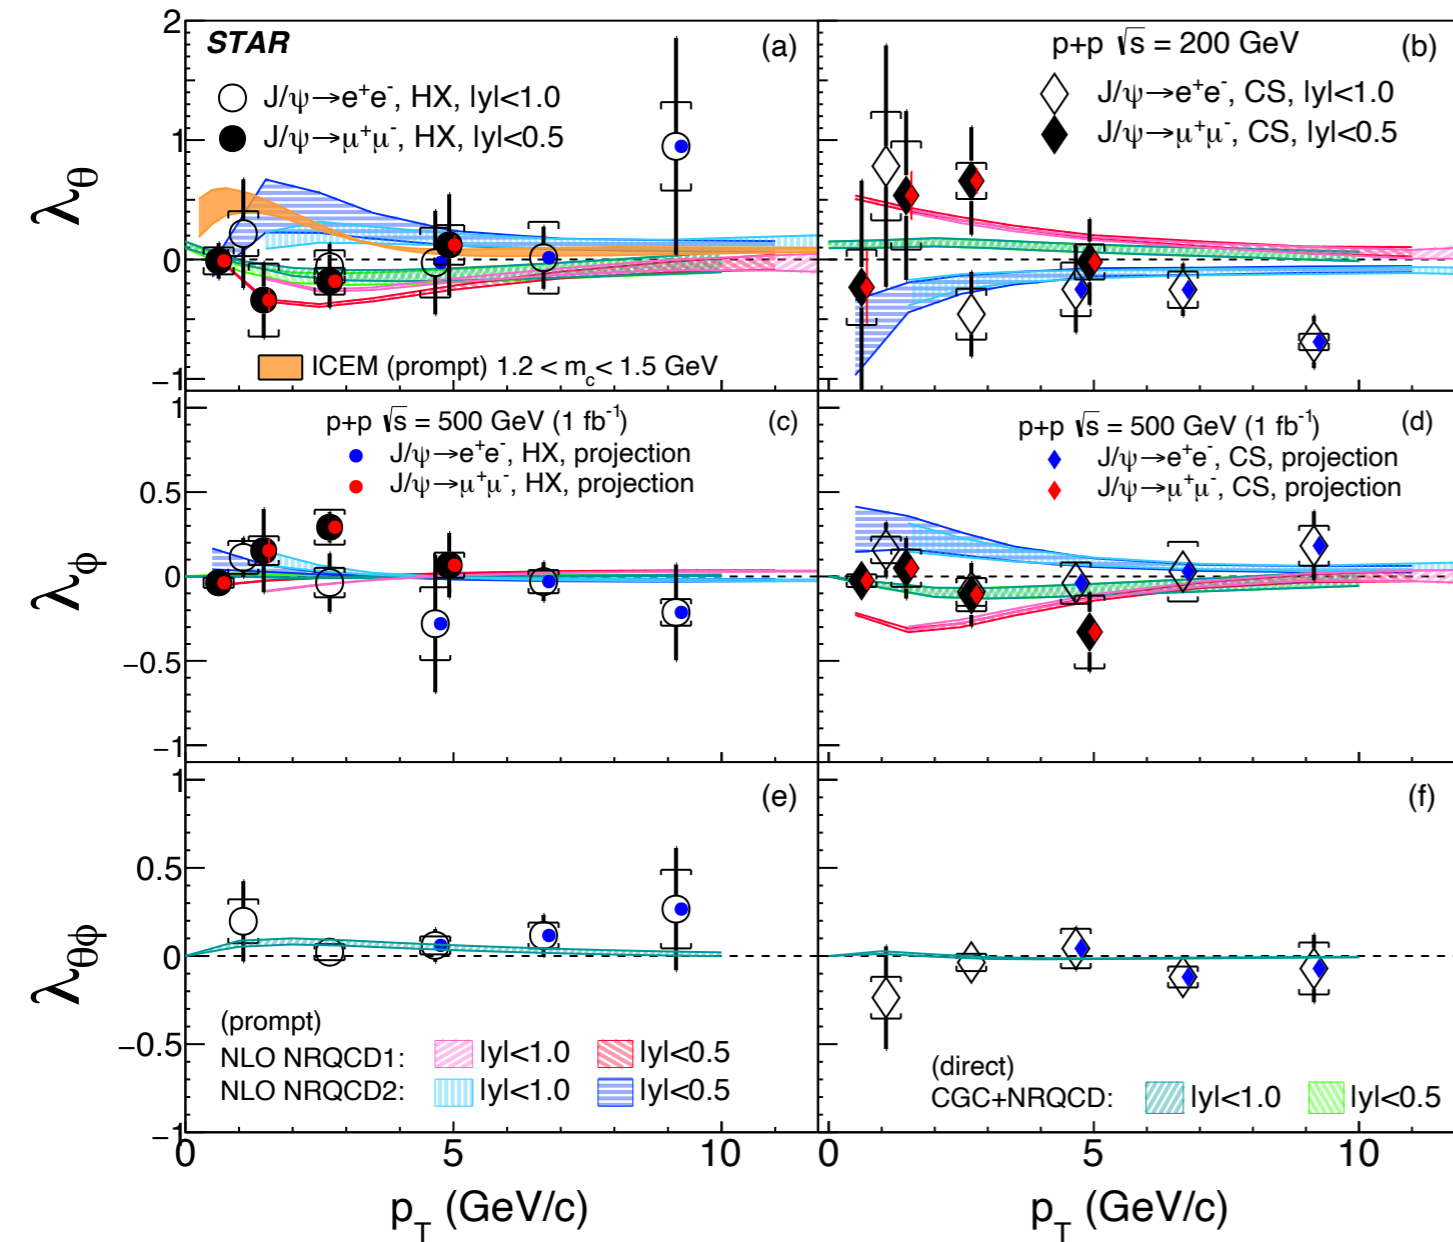 STAR
(a)
J/ψ→e⁺e⁻, HX, |y|<1.0
J/ψ→μ⁺μ⁻, HX, |y|<0.5
ICEM (prompt) 1.2 < m_c < 1.5 GeV
λ_θ
2
1
0
−1
p+p √s = 200 GeV
(b)
J/ψ→e⁺e⁻, CS, |y|<1.0
J/ψ→μ⁺μ⁻, CS, |y|<0.5
p+p √s = 500 GeV (1 fb⁻¹)
(c)
J/ψ→e⁺e⁻, HX, projection
J/ψ→μ⁺μ⁻, HX, projection
λ_φ
1
0.5
0
−0.5
−1
p+p √s = 500 GeV (1 fb⁻¹)
(d)
J/ψ→e⁺e⁻, CS, projection
J/ψ→μ⁺μ⁻, CS, projection
(e)
λ_θφ
1
0.5
0
−0.5
−1
(prompt)
NLO NRQCD1: |y|<1.0 |y|<0.5
NLO NRQCD2: |y|<1.0 |y|<0.5
(f)
(direct)
CGC+NRQCD: |y|<1.0 |y|<0.5
0 5 10
0 5 10
p_T (GeV/c)
p_T (GeV/c)